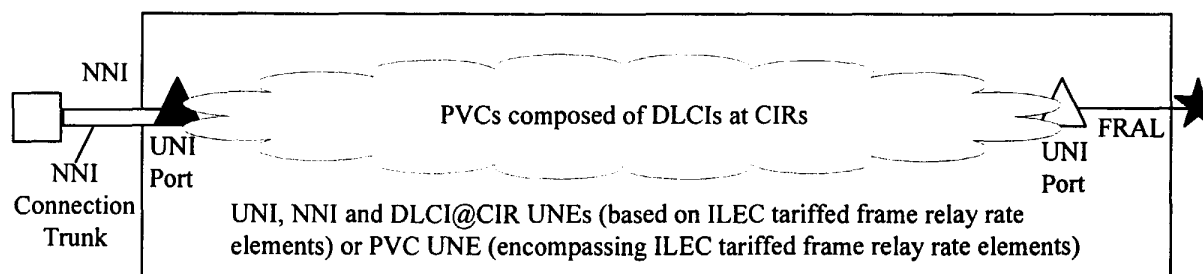 NNI
PVCs composed of DLCIs at CIRs
UNI
Port
NNI
Connection
Trunk
FRAL
UNI
Port
UNI, NNI and DLCI@CIR UNEs (based on ILEC tariffed frame relay rate
elements) or PVC UNE (encompassing ILEC tariffed frame relay rate elements)